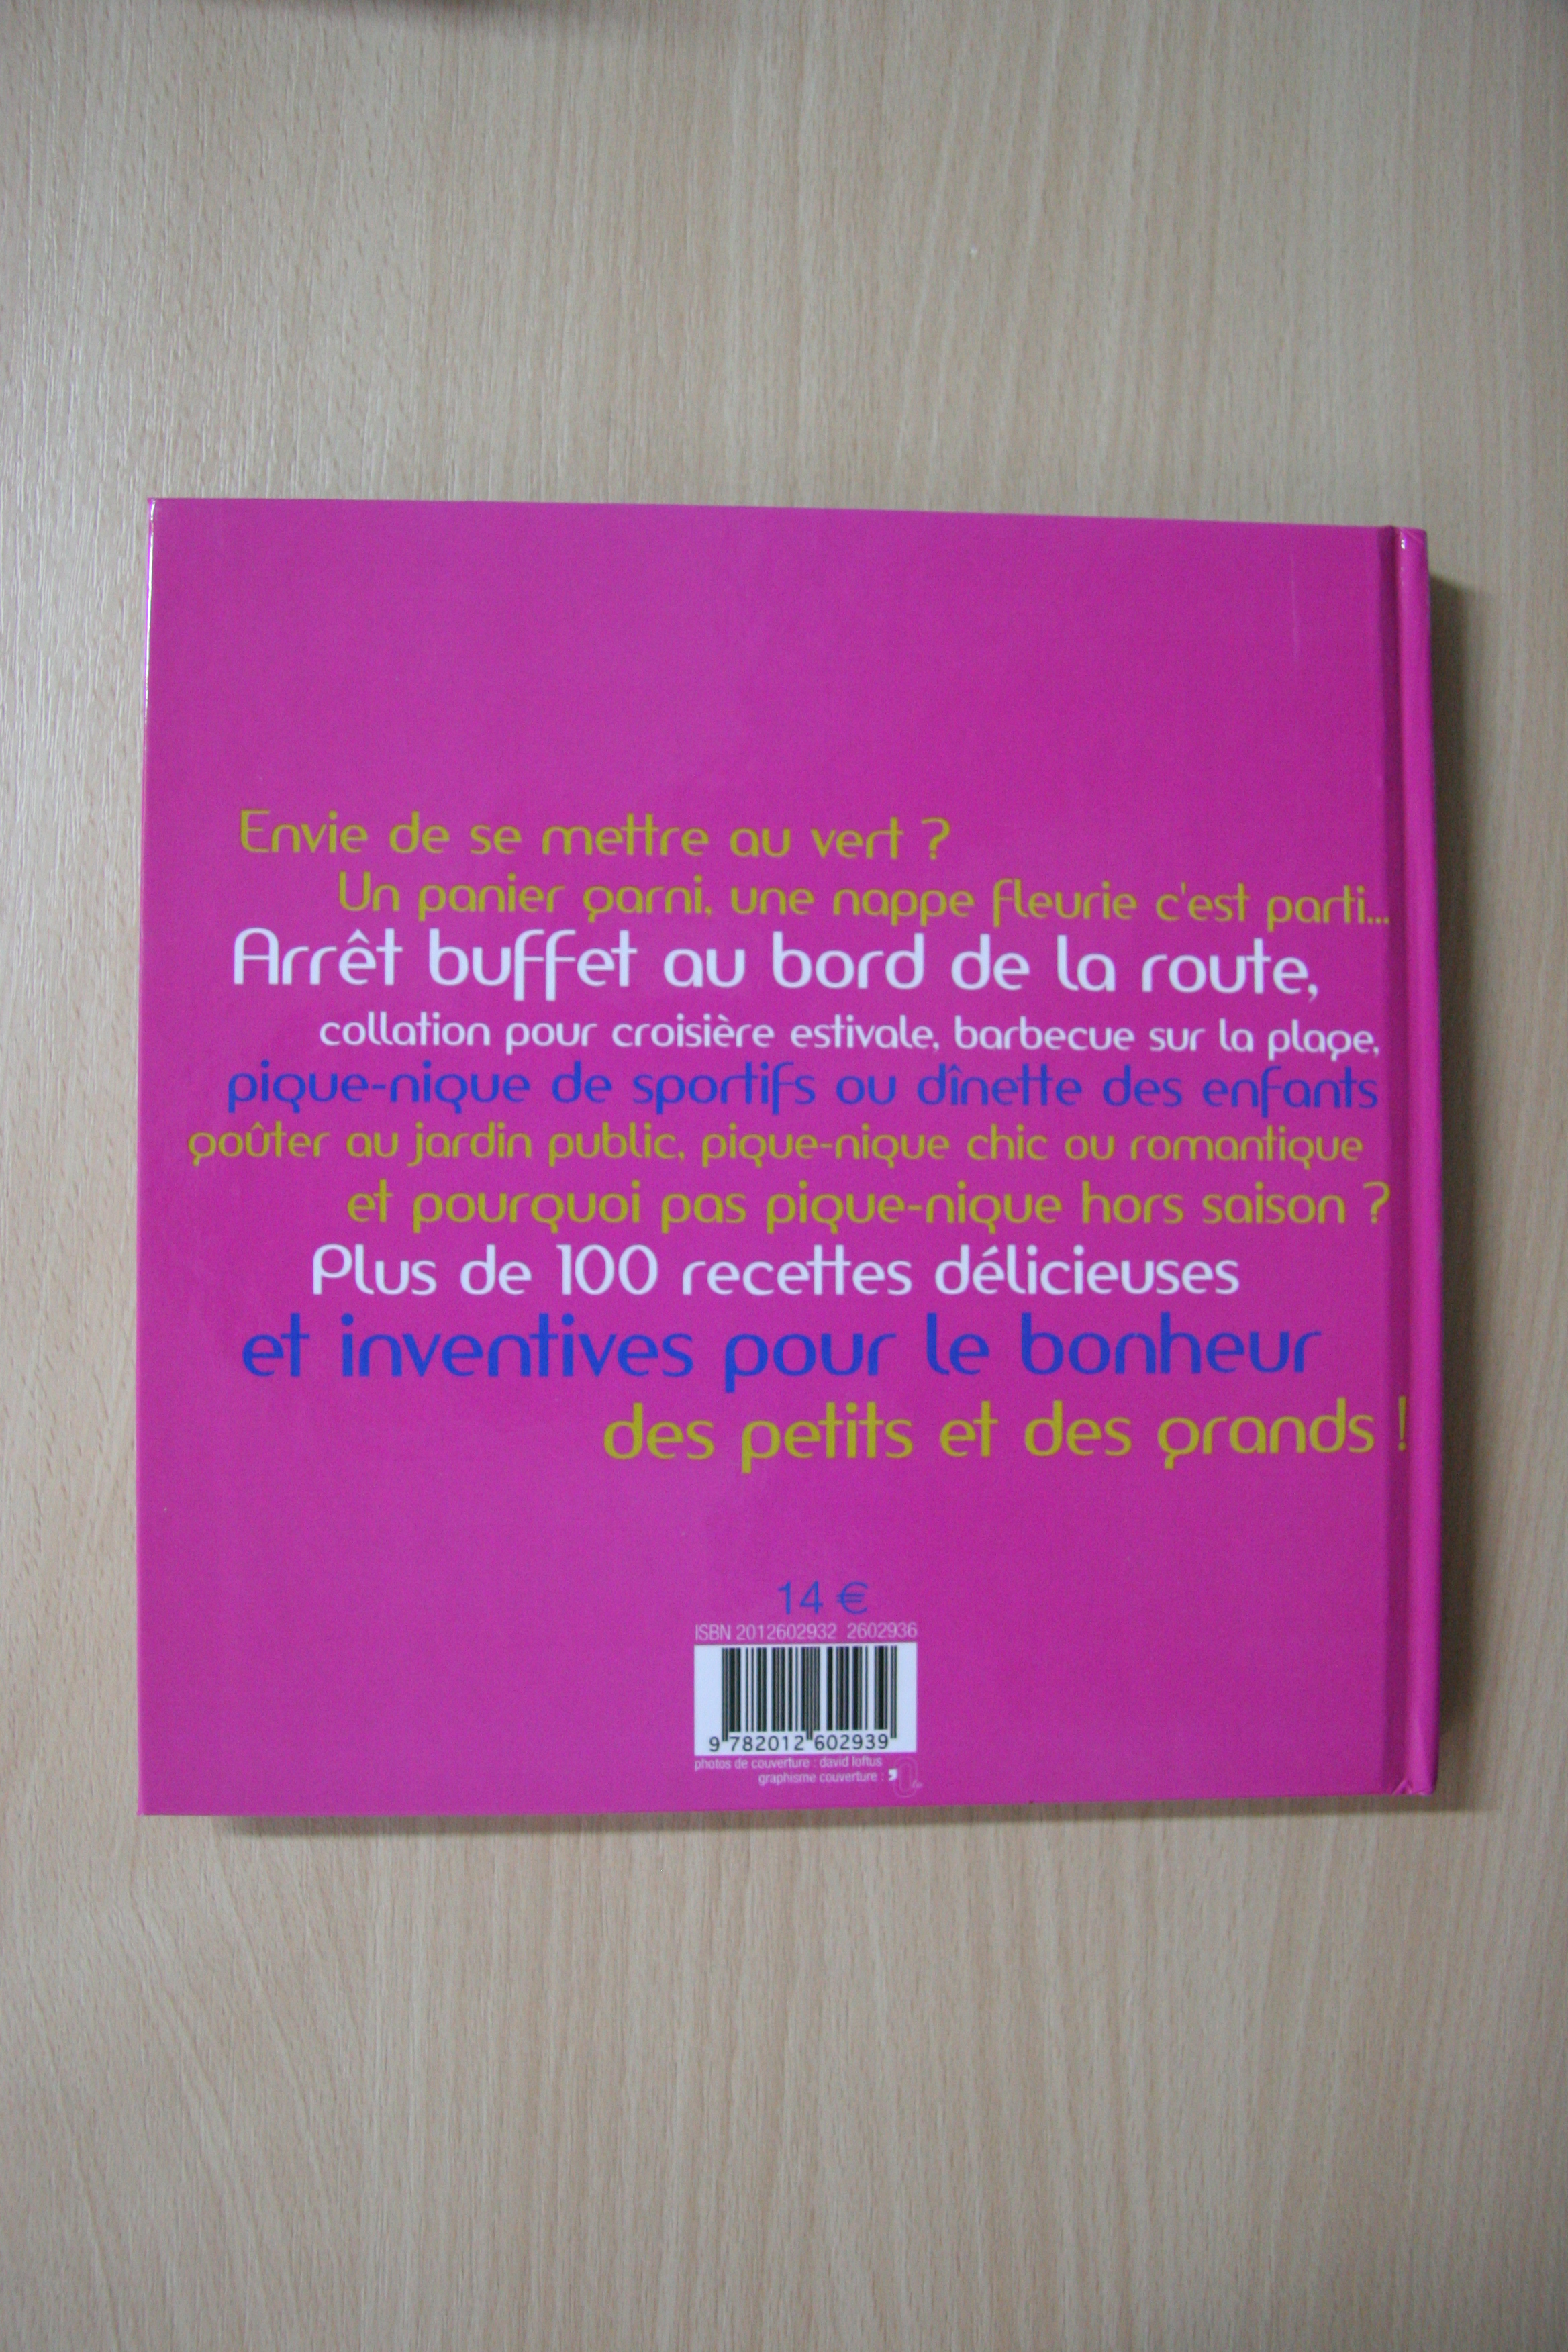 Envie de se mettre au vert ?
Un panier garni, une nappe fleurie c'est parti...
Arrêt buffet au bord de la route,
collation pour croisière estivale, barbecue sur la plage,
pique-nique de sportifs ou dînette des enfants
goûter au jardin public, pique-nique chic ou romantique
et pourquoi pas pique-nique hors saison ?
Plus de 100 recettes délicieuses
et inventives pour le bonheur
des petits et des grands !
14 €
ISBN 2012602932 2602936
9 782012 602939
photos de couverture : david loftus
graphisme couverture :